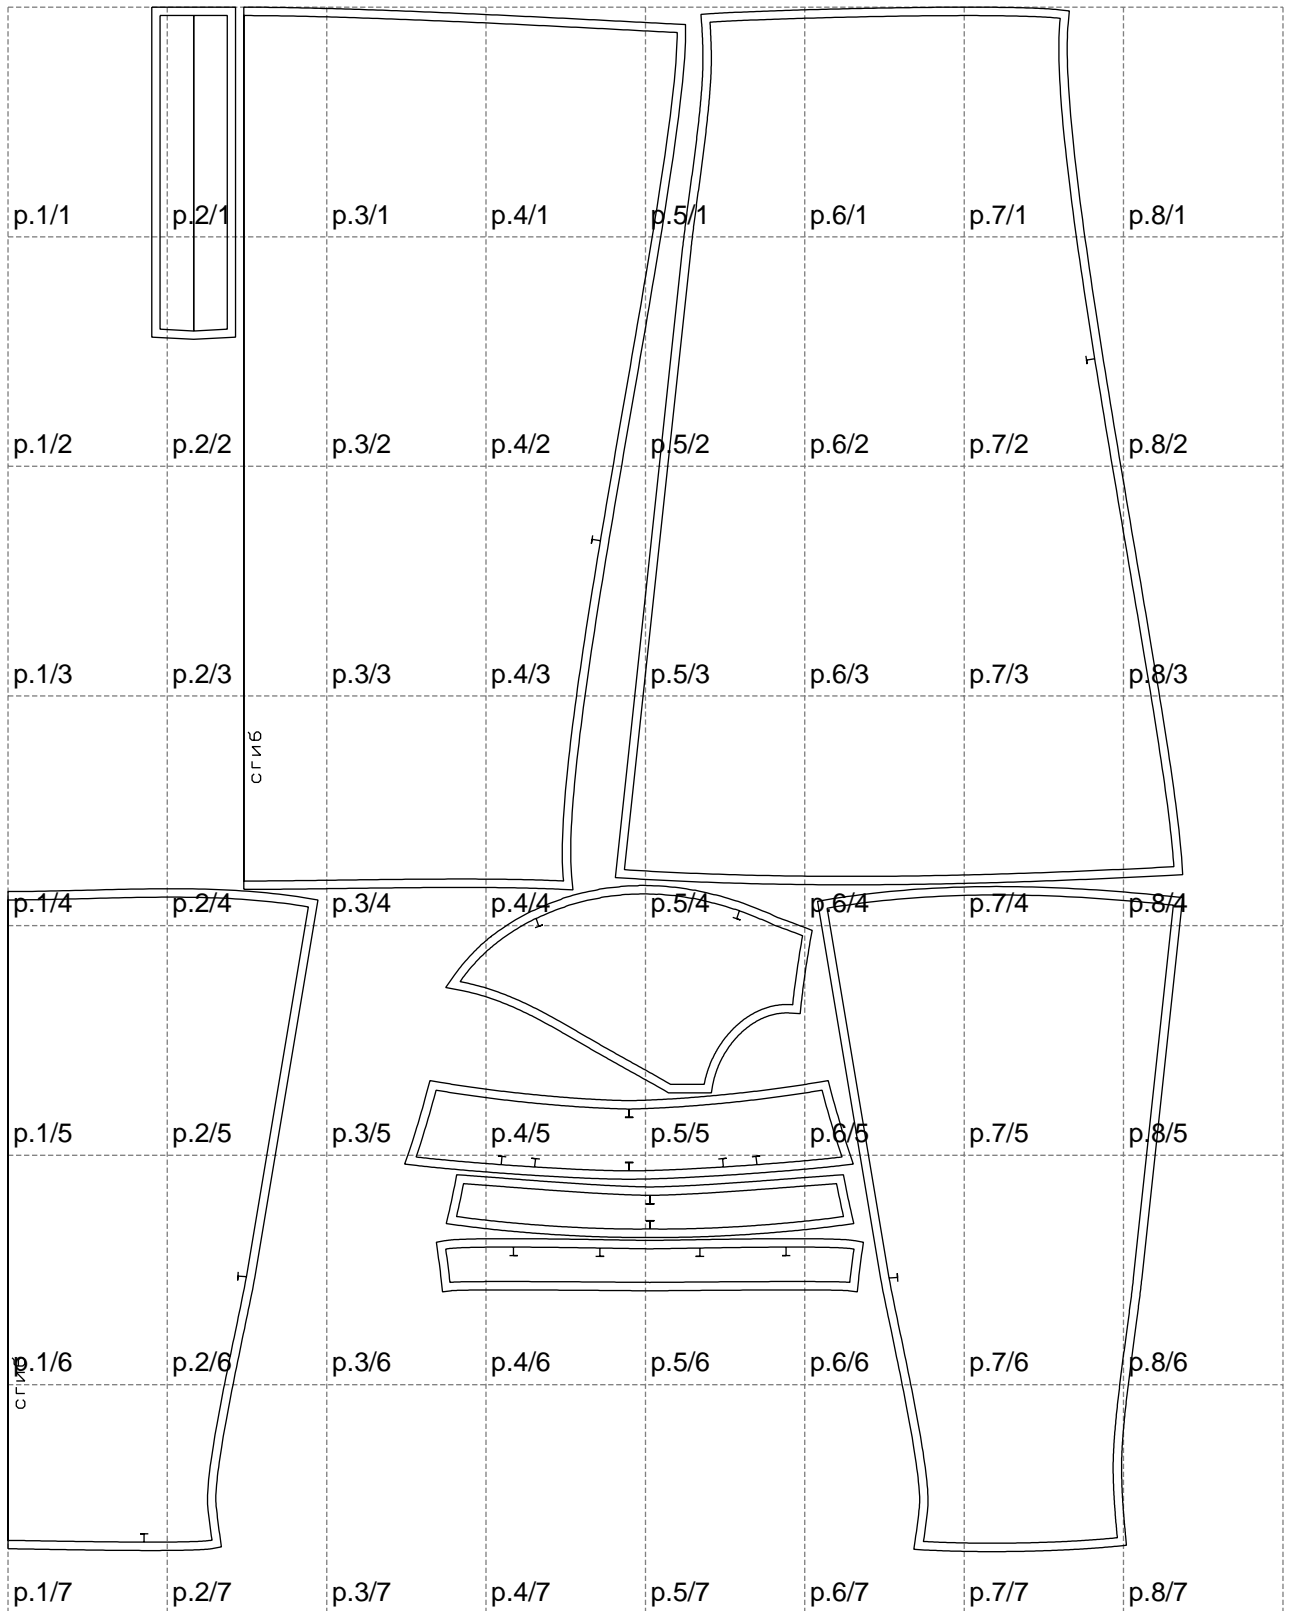 p.1/1 p.2/1 p.3/1 p.4/1 p.5/1 p.6/1 p.7/1 p.8/1
p.1/2 p.2/2 p.3/2 p.4/2 p.5/2 p.6/2 p.7/2 p.8/2
p.1/3 p.2/3 p.3/3 p.4/3 p.5/3 p.6/3 p.7/3 p.8/3
сгиб
p.1/4 p.2/4 p.3/4 p.4/4 p.5/4 p.6/4 p.7/4 p.8/4
p.1/5 p.2/5 p.3/5 p.4/5 p.5/5 p.6/5 p.7/5 p.8/5
p.1/6 p.2/6 p.3/6 p.4/6 p.5/6 p.6/6 p.7/6 p.8/6
сгиб
p.1/7 p.2/7 p.3/7 p.4/7 p.5/7 p.6/7 p.7/7 p.8/7